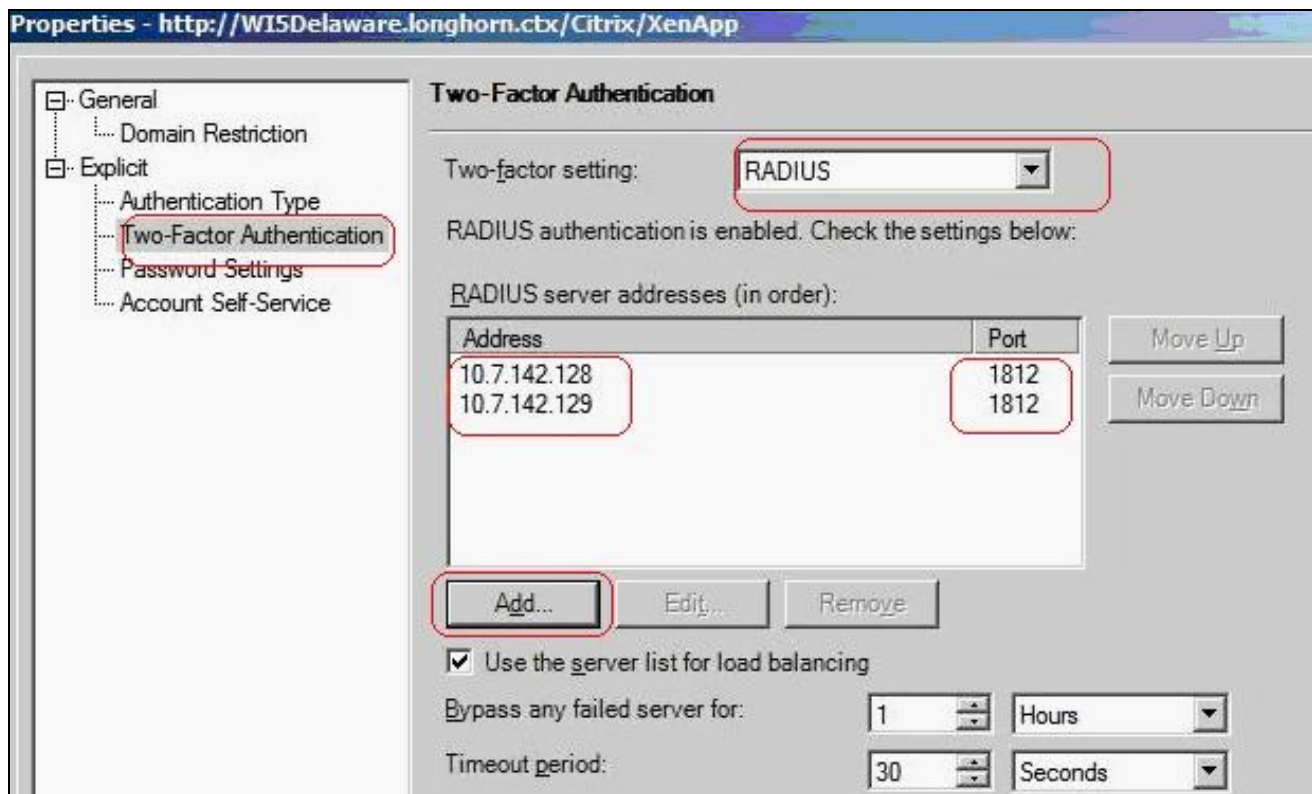 Properties - http://WI5Delaware.longhorn.ctx/Citrix/XenApp
General
Domain Restriction
Explicit
Authentication Type
Two-Factor Authentication
Password Settings
Account Self-Service
Two-Factor Authentication
Two-factor setting: RADIUS
RADIUS authentication is enabled. Check the settings below:
RADIUS server addresses (in order):
Address Port
10.7.142.128 1812
10.7.142.129 1812
Move Up
Move Down
Add... Edit... Remove
Use the server list for load balancing
Bypass any failed server for: 1 Hours
Timeout period: 30 Seconds